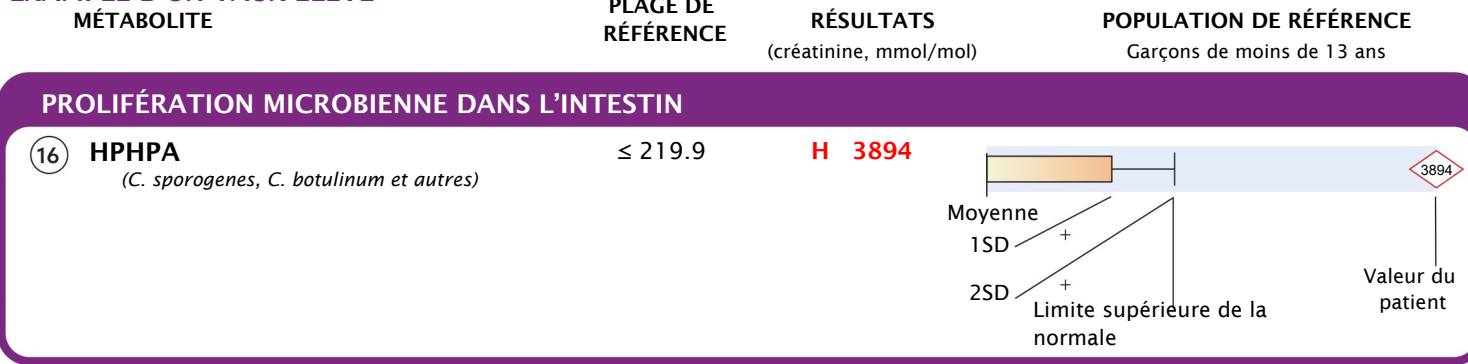 MÉTABOLITE
PLAGE DE
RÉFÉRENCE
RÉSULTATS
(créatinine, mmol/mol)
POPULATION DE RÉFÉRENCE
Garçons de moins de 13 ans
PROLIFÉRATION MICROBIENNE DANS L'INTESTIN
16 HPHPA ≤ 219.9 H 3894
(C. sporogenes, C. botulinum et autres)
3894
Moyenne
1SD +
2SD +
Limite supérieure de la
normale
Valeur du
patient